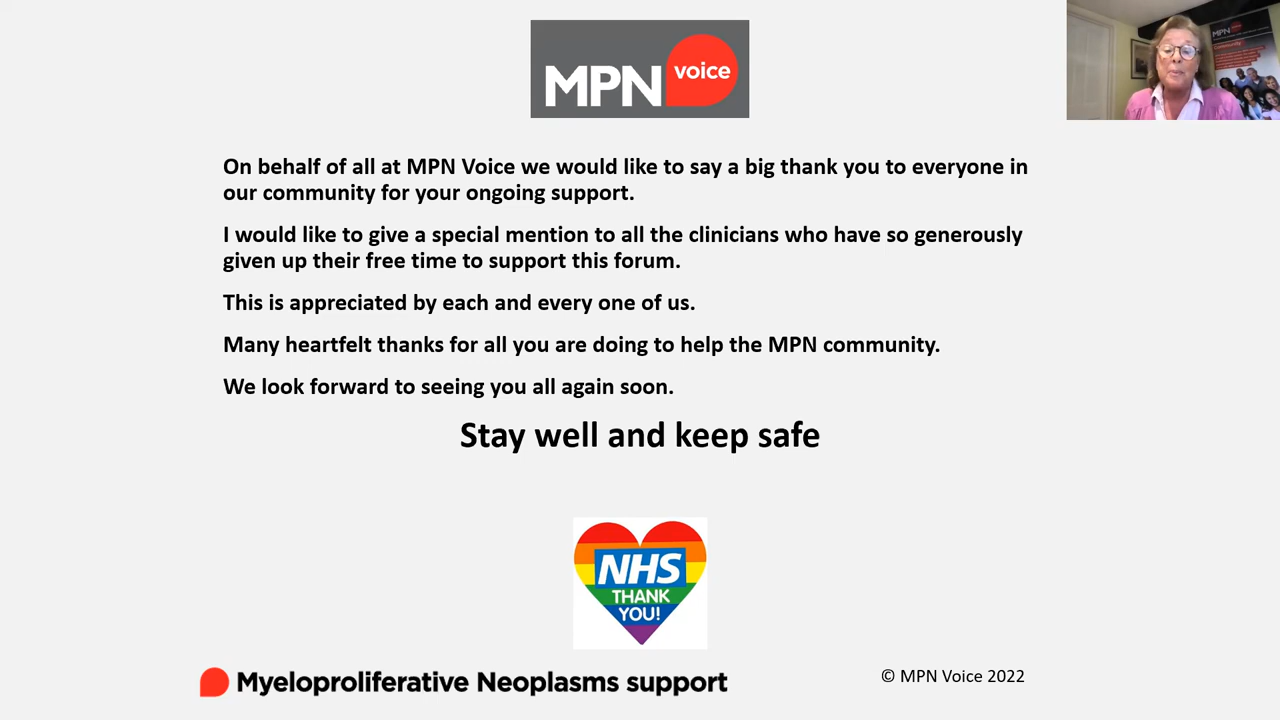 MPN voice
MPN
On behalf of all at MPN Voice we would like to say a big thank you to everyone in
our community for your ongoing support.
I would like to give a special mention to all the clinicians who have so generously
given up their free time to support this forum.
This is appreciated by each and every one of us.
Many heartfelt thanks for all you are doing to help the MPN community.
We look forward to seeing you all again soon.
Stay well and keep safe
NHS
THANK
YOU!
Myeloproliferative Neoplasms support
© MPN Voice 2022